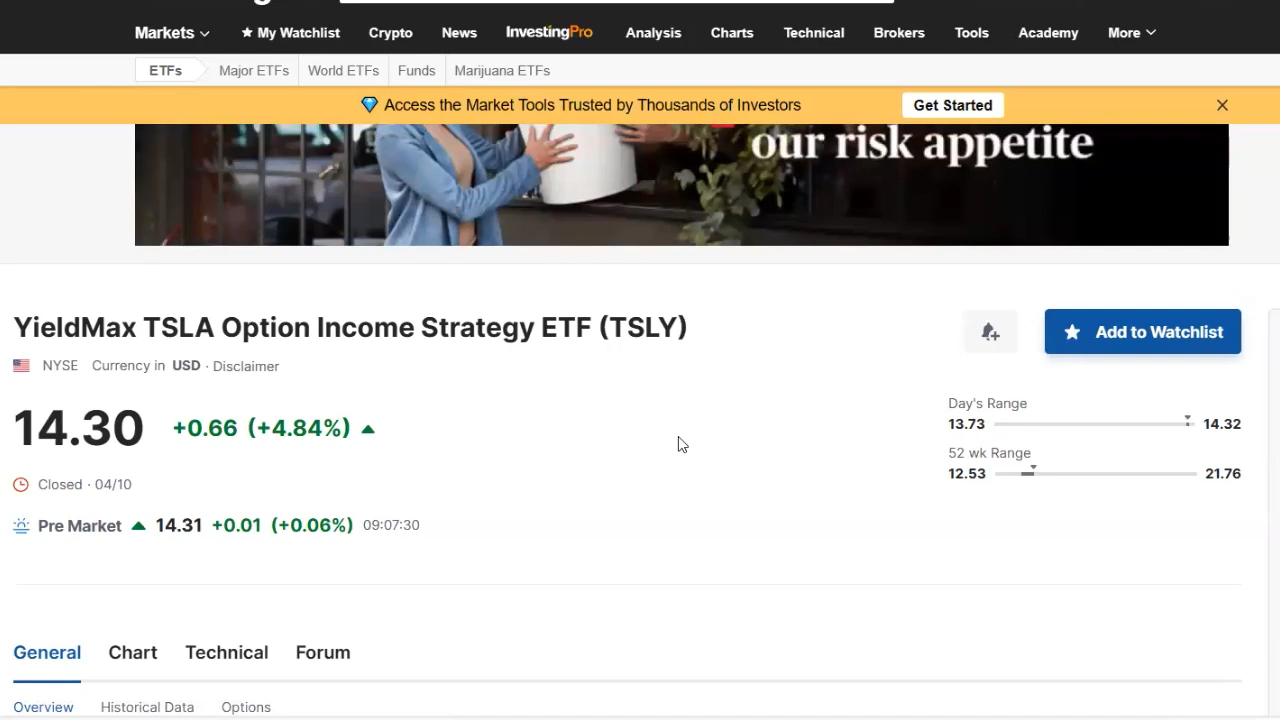 Markets
My Watchlist
Crypto
News
InvestingPro
Analysis
Charts
Technical
Brokers
Tools
Academy
More
ETFs
Major ETFs
World ETFs
Funds
Marijuana ETFs
Access the Market Tools Trusted by Thousands of Investors
Get Started
our risk appetite
YieldMax TSLA Option Income Strategy ETF (TSLY)
Add to Watchlist
NYSE Currency in USD · Disclaimer
14.30 +0.66 (+4.84%)
Day's Range
13.73 14.32
52 wk Range
12.53 21.76
Closed · 04/10
Pre Market 14.31 +0.01 (+0.06%) 09:07:30
General
Chart
Technical
Forum
Overview
Historical Data
Options